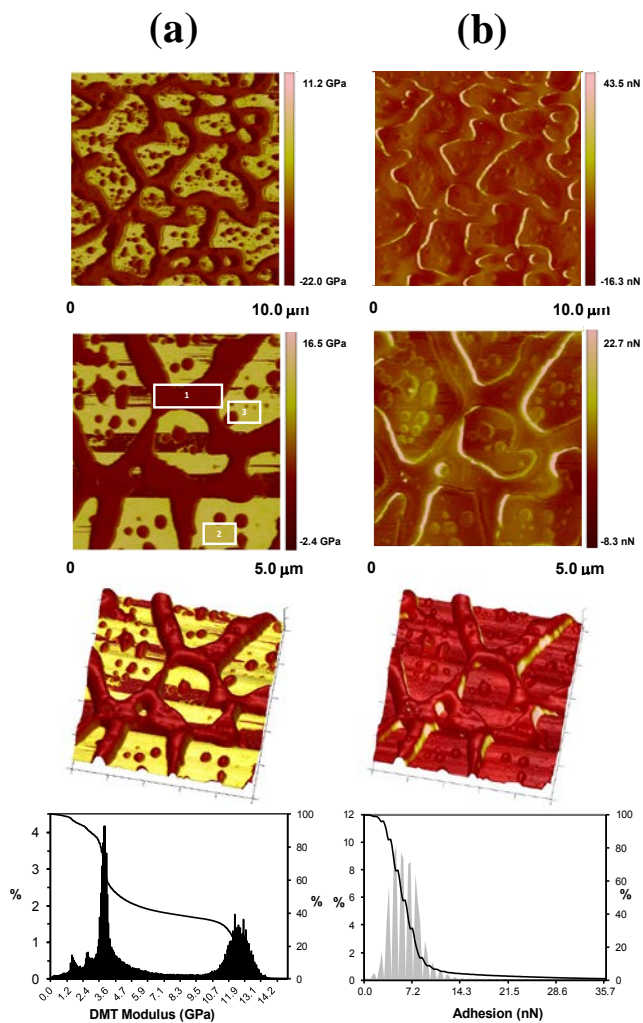 (a) (b)
11.2 GPa 43.5 nN
-22.0 GPa -16.3 nN
0 10.0 µm 0 10.0 µm
16.5 GPa 22.7 nN
1
3
2
-2.4 GPa -8.3 nN
0 5.0 µm 0 5.0 µm
4 100 12 100
80 10 80
3 8
% 60 % % 60 %
2 6
40 4 40
1
20 2 20
0 0 0 0
0.0 1.2 2.4 3.6 4.7 5.9 7.1 8.3 9.5 10.7 11.9 13.1 14.2 0.0 7.2 14.3 21.5 28.6 35.7
DMT Modulus (GPa) Adhesion (nN)